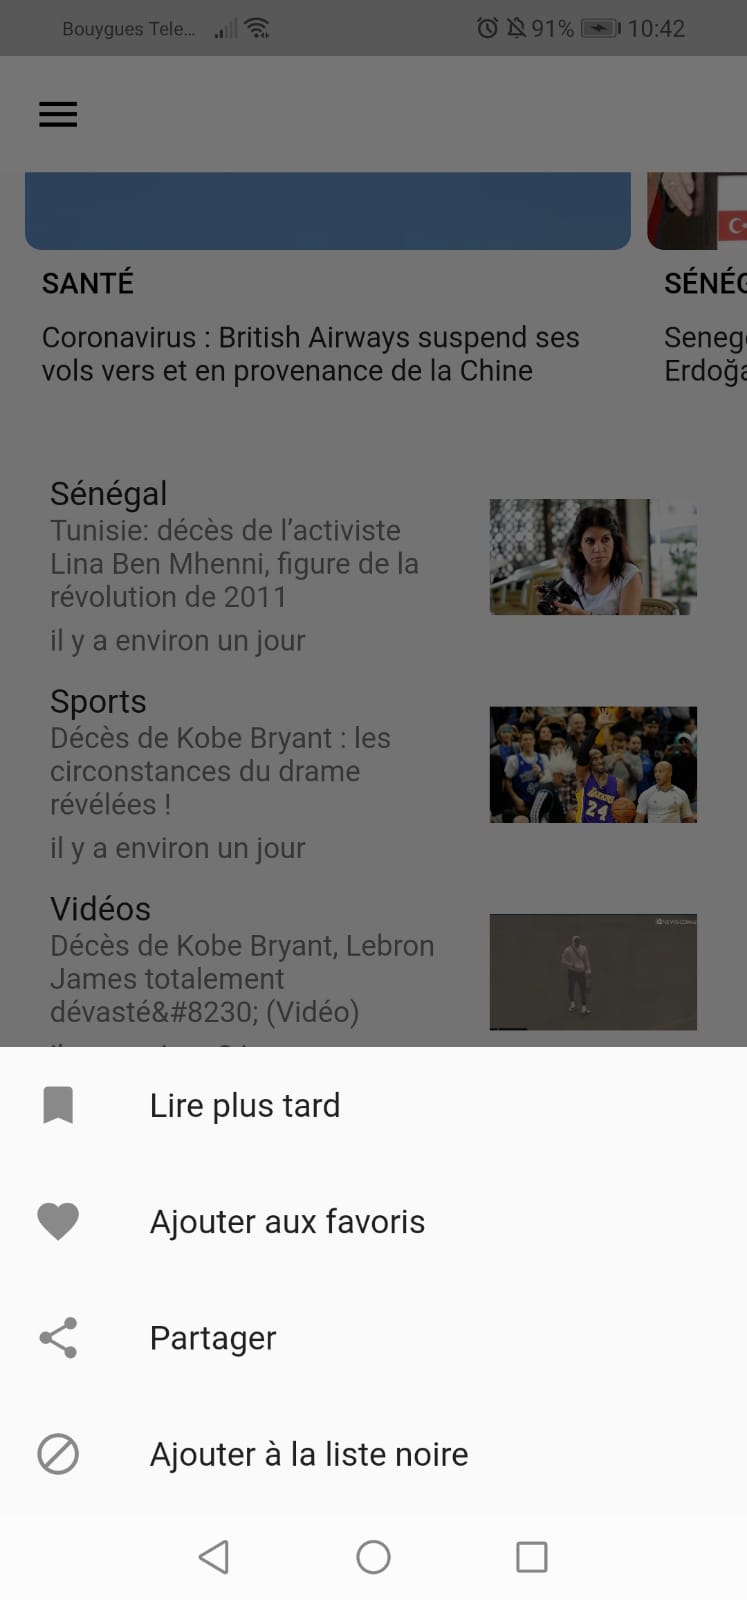 Bouygues Tele... 91% 10:42
SANTÉ
Coronavirus : British Airways suspend ses
vols vers et en provenance de la Chine
SÉNÉG
Seneg
Erdoğa
Sénégal
Tunisie: décès de l’activiste
Lina Ben Mhenni, figure de la
révolution de 2011
il y a environ un jour
Sports
Décès de Kobe Bryant : les
circonstances du drame
révélées !
il y a environ un jour
LAKERS
24
Vidéos
Décès de Kobe Bryant, Lebron
James totalement
dévasté&#8230; (Vidéo)
Lire plus tard
Ajouter aux favoris
Partager
Ajouter à la liste noire